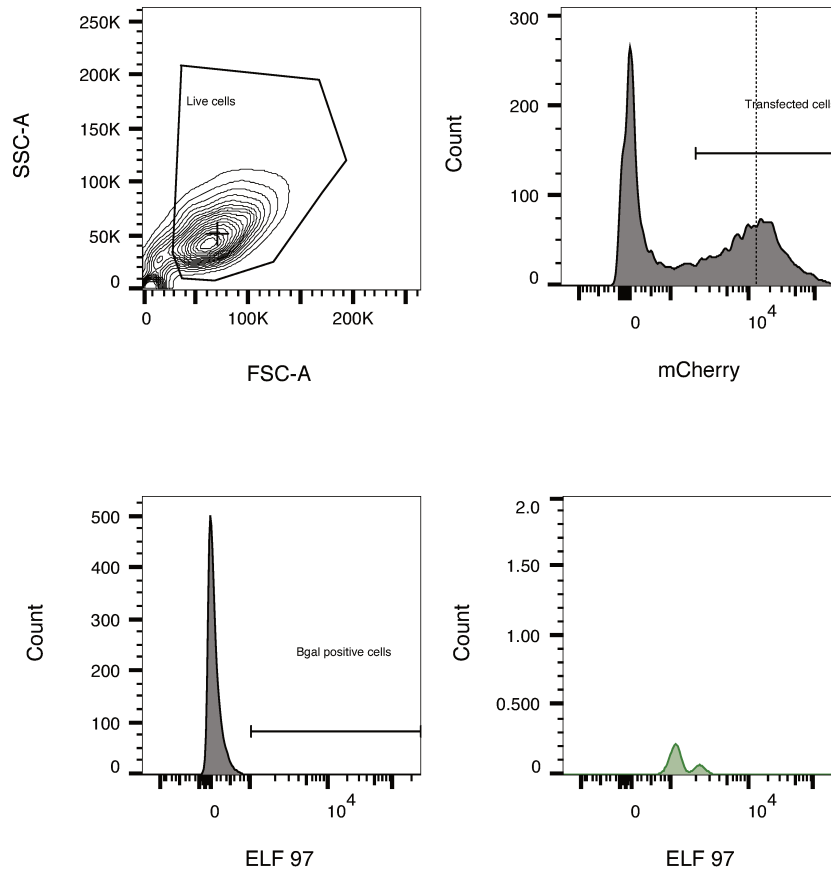 250K
200K
150K
100K
50K
0
SSC-A
Live cells
0
100K
200K
FSC-A
300
200
100
0
Count
Transfected cell
0
10^4
mCherry
500
400
300
200
100
0
Count
Bgal positive cells
0
10^4
ELF 97
2.0
1.50
1.00
0.500
0
Count
0
10^4
ELF 97